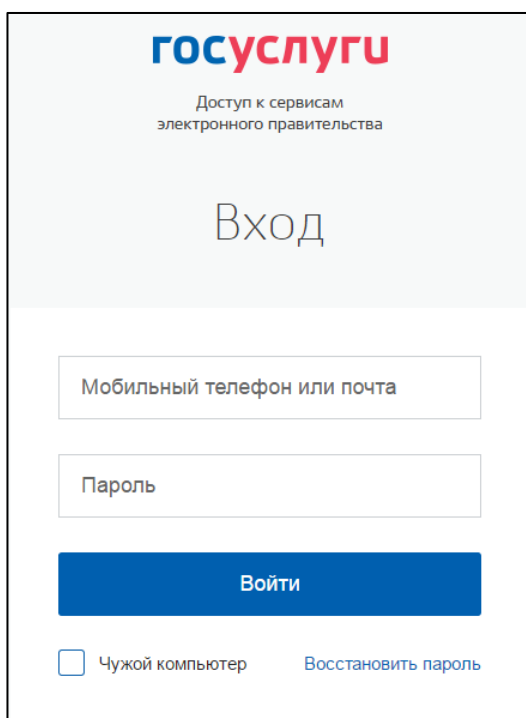 госуслуги
Доступ к сервисам
электронного правительства
Вход
Мобильный телефон или почта
Пароль
Войти
Чужой компьютер Восстановить пароль